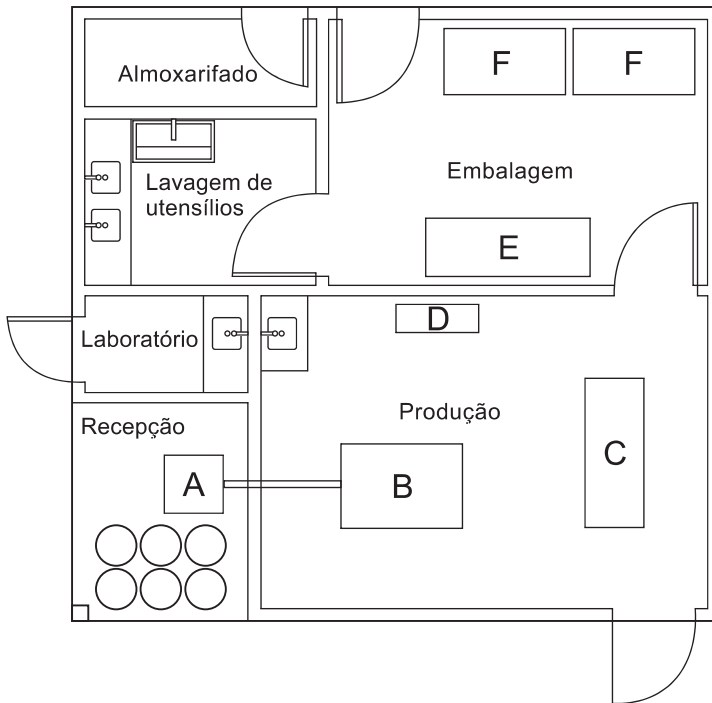 Almoxarifado
F
F
Embalagem
Lavagem de
utensílios
E
Laboratório
D
Recepção
Produção
A
B
C